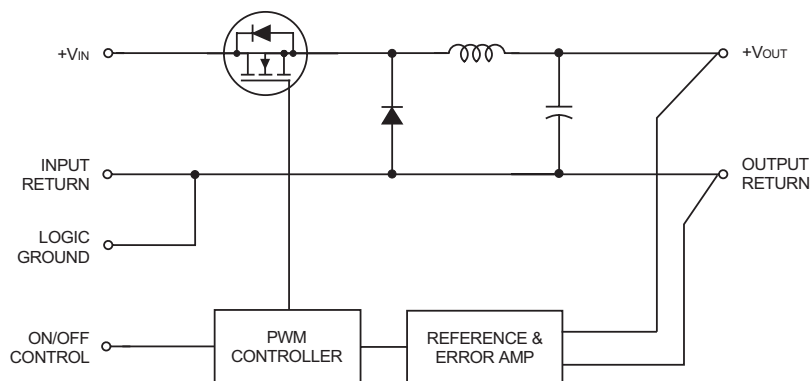 +VIN
+VOUT
INPUT
RETURN
OUTPUT
RETURN
LOGIC
GROUND
ON/OFF
CONTROL
PWM
CONTROLLER
REFERENCE &
ERROR AMP